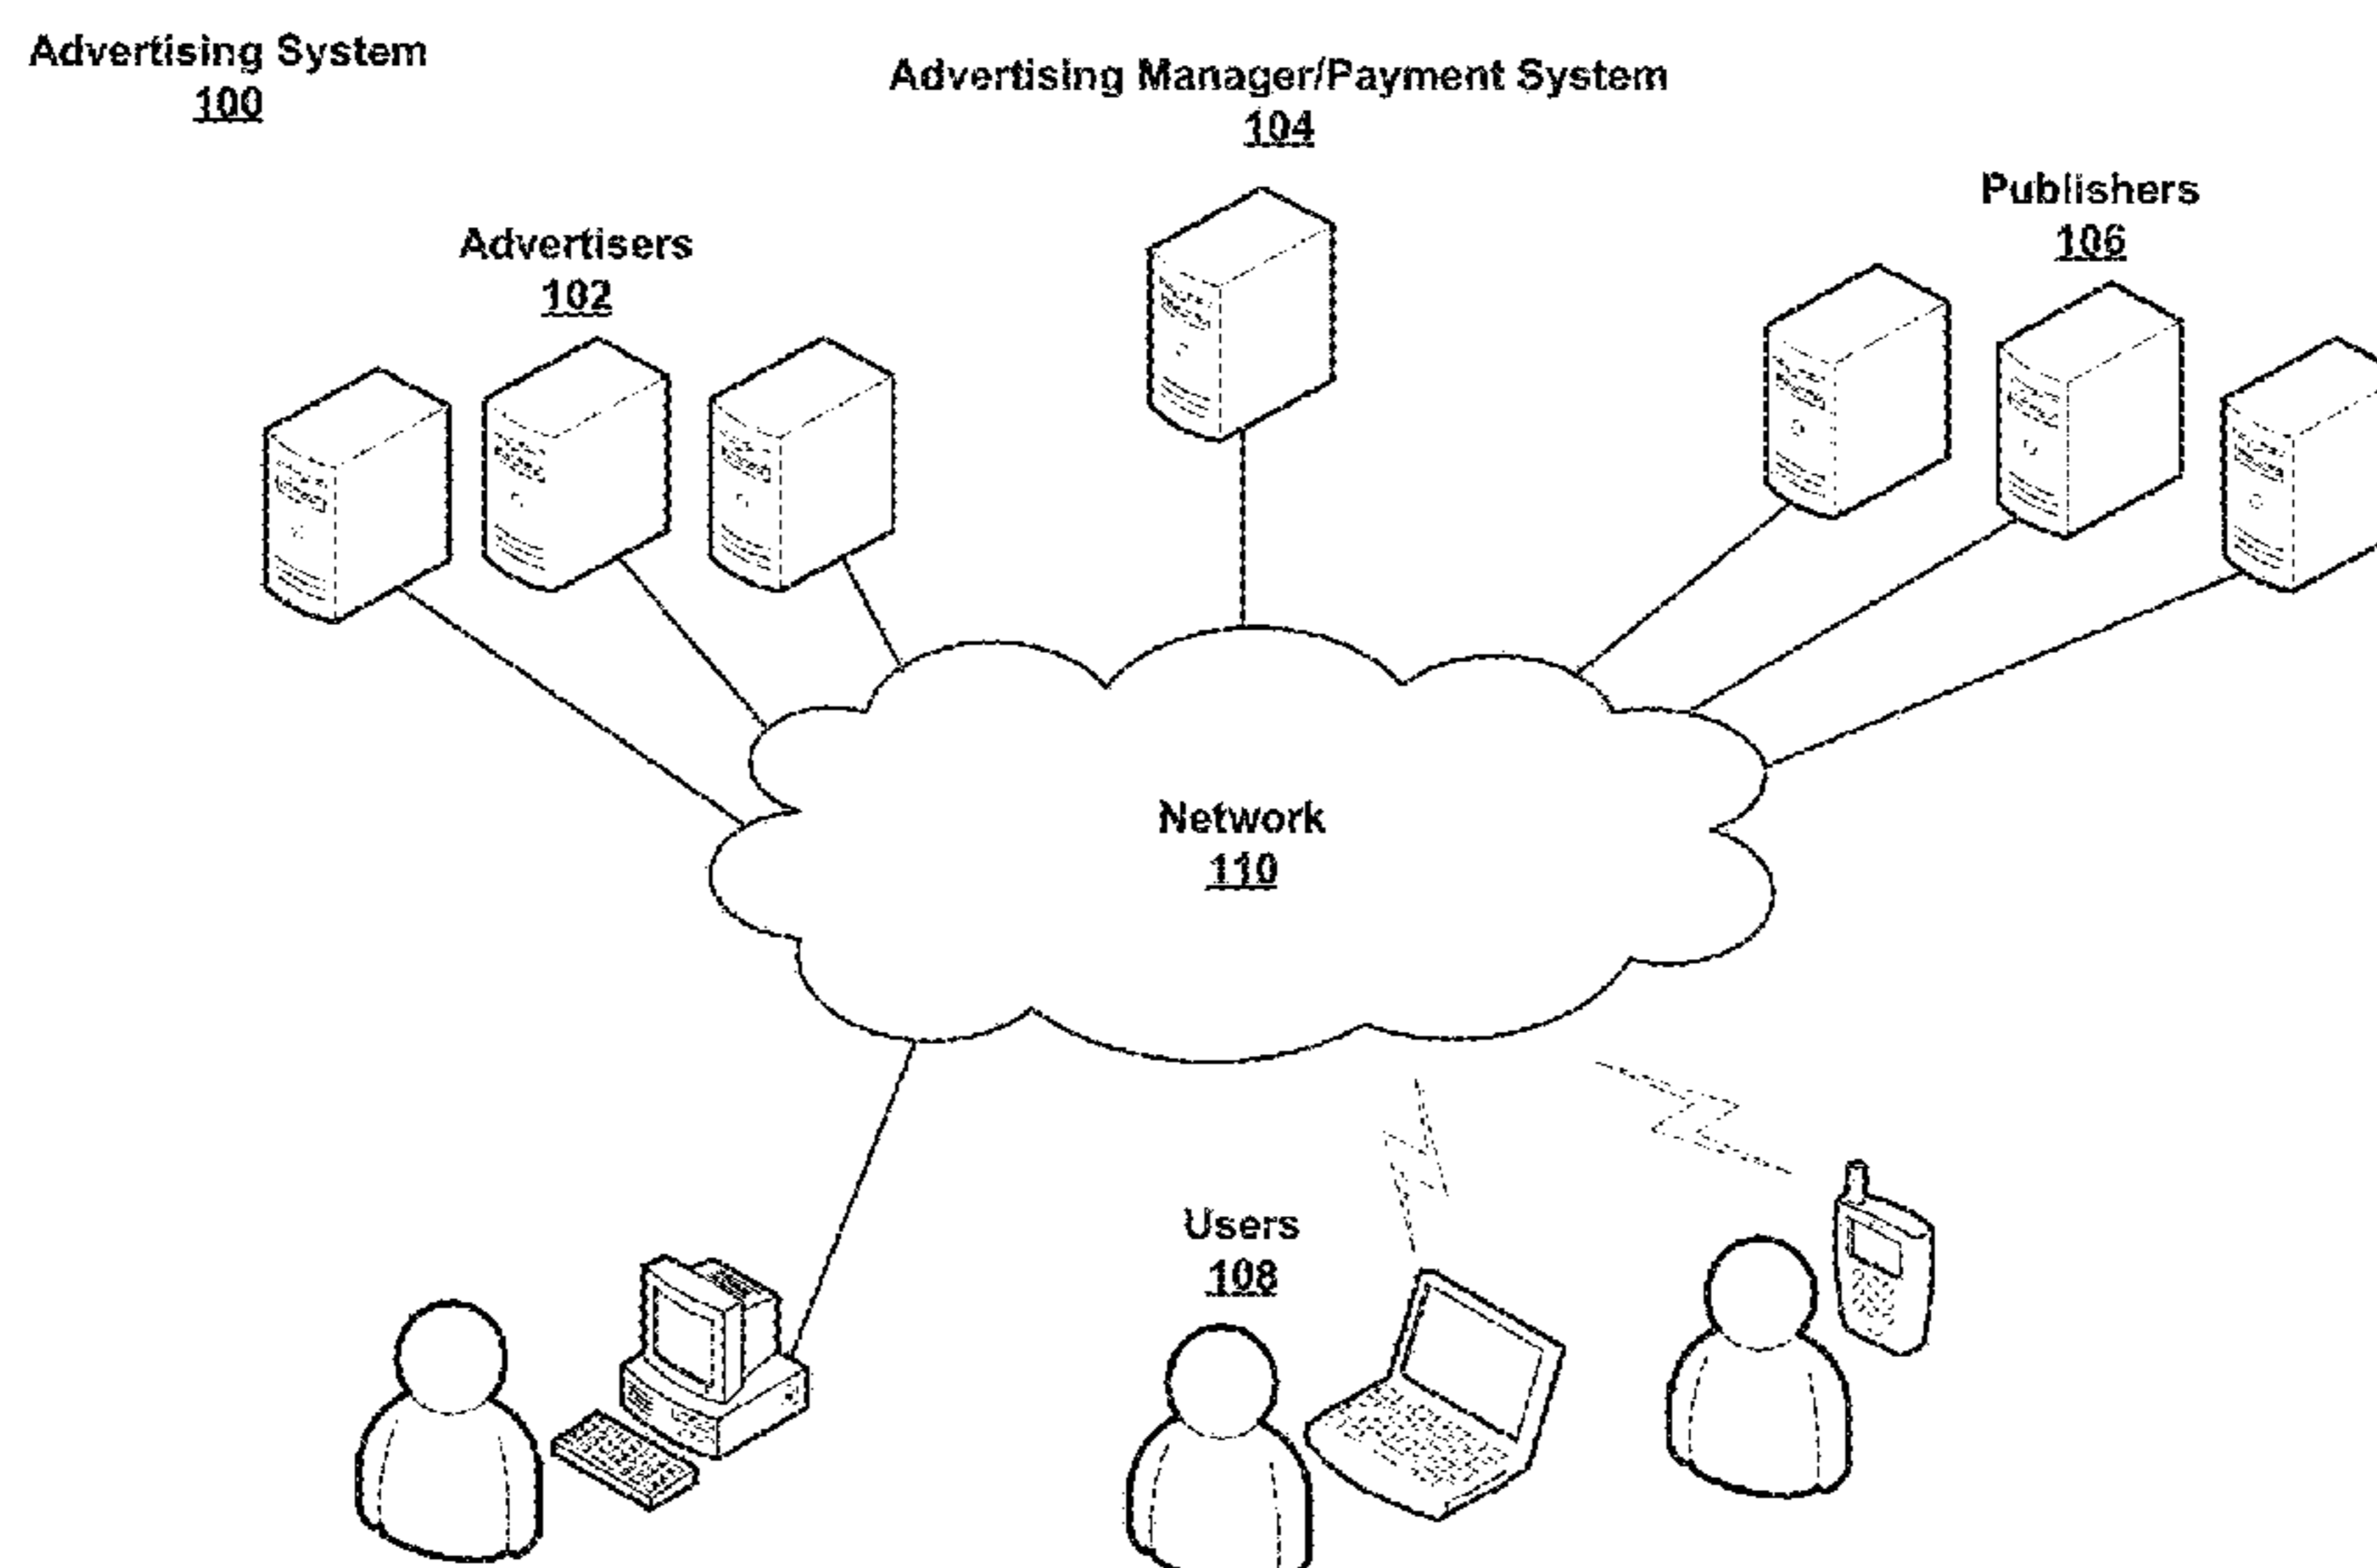 Advertising System
100
Advertising Manager/Payment System
104
Publishers
106
Advertisers
102
Network
110
Users
108